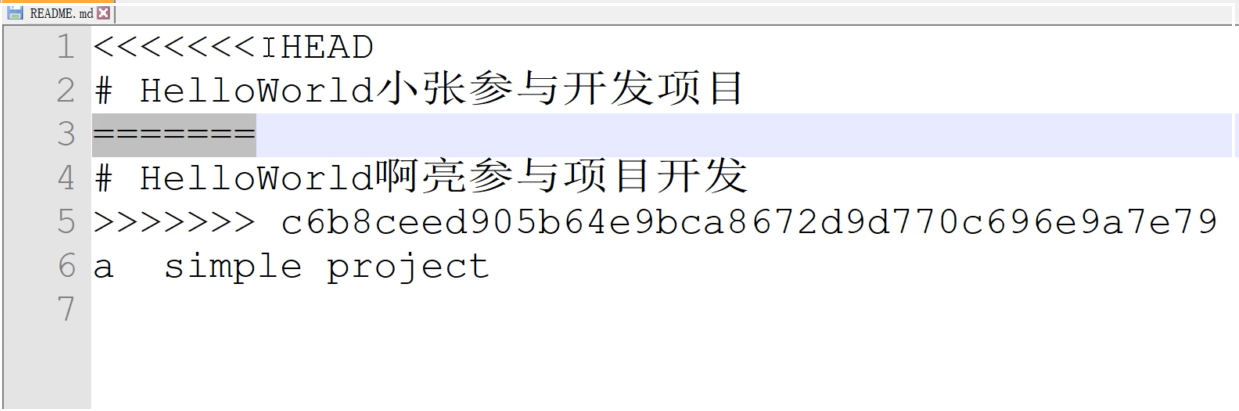 README.md
1 <<<<<<< HEAD
2 # HelloWorld小张参与开发项目
3 =======
4 # HelloWorld啊亮参与项目开发
5 >>>>>>> c6b8ceed905b64e9bca8672d9d770c696e9a7e79
6 a  simple project
7